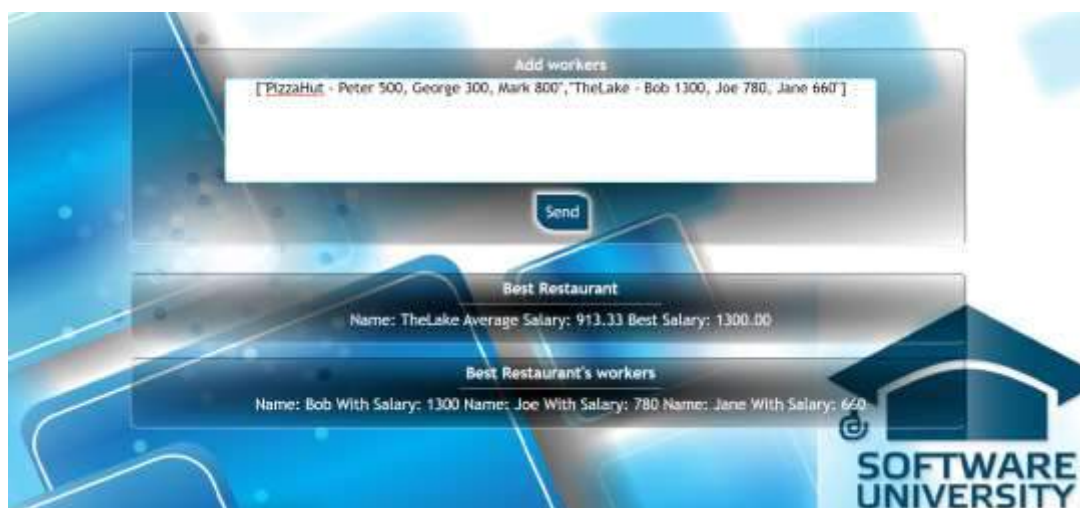 Add workers
["PizzaHut - Peter 500, George 300, Mark 800","TheLake - Bob 1300, Joe 780, Jane 660"]
Send
Best Restaurant
Name: TheLake Average Salary: 913.33 Best Salary: 1300.00
Best Restaurant's workers
Name: Bob With Salary: 1300 Name: Joe With Salary: 780 Name: Jane With Salary: 660
SOFTWARE
UNIVERSITY